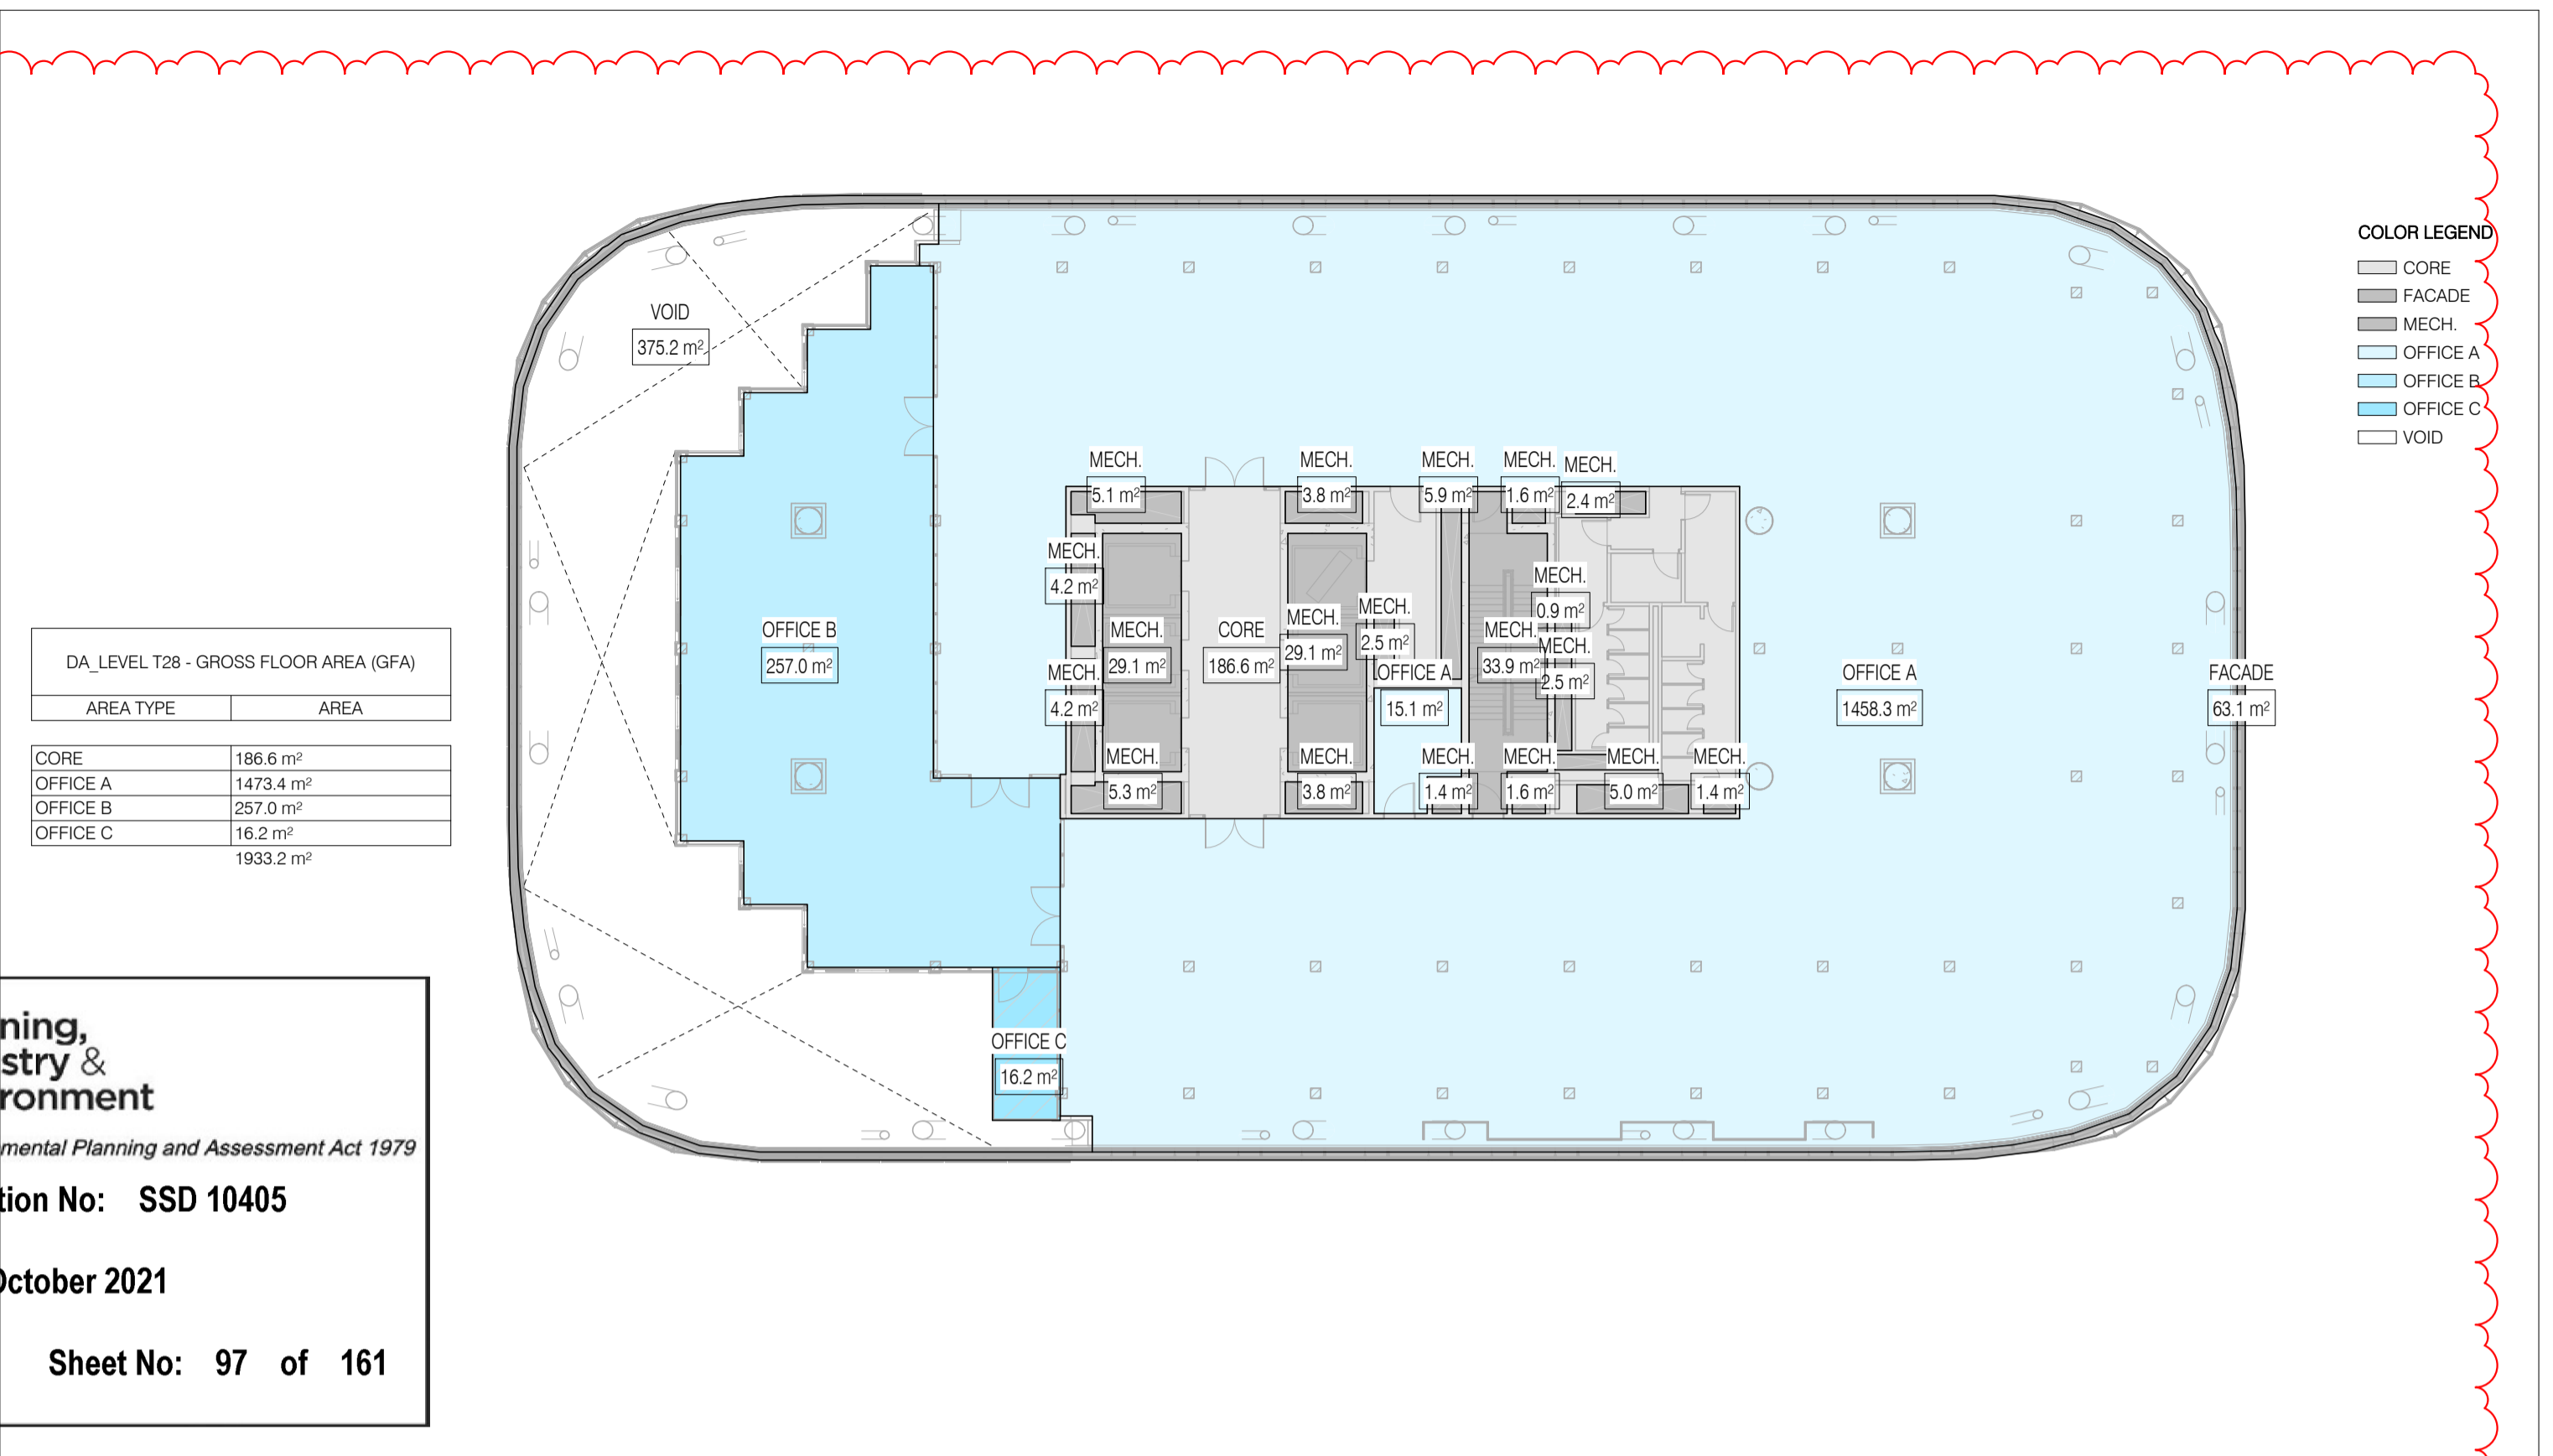 COLOR LEGEND
CORE
FACADE
MECH.
OFFICE A
OFFICE B
OFFICE C
VOID
VOID
375.2 m²
MECH.
5.1 m²
MECH.
3.8 m²
MECH.
5.9 m²
MECH.
1.6 m²
MECH.
2.4 m²
MECH.
4.2 m²
MECH.
0.9 m²
OFFICE B
257.0 m²
MECH.
29.1 m²
CORE
186.6 m²
MECH.
29.1 m²
MECH.
2.5 m²
MECH.
33.9 m²
MECH.
2.5 m²
MECH.
4.2 m²
OFFICE A
15.1 m²
OFFICE A
1458.3 m²
FACADE
63.1 m²
MECH.
5.3 m²
MECH.
3.8 m²
MECH.
1.4 m²
MECH.
1.6 m²
MECH.
5.0 m²
MECH.
1.4 m²
OFFICE C
16.2 m²
DA_LEVEL T28 - GROSS FLOOR AREA (GFA)
AREA TYPE AREA
CORE 186.6 m²
OFFICE A 1473.4 m²
OFFICE B 257.0 m²
OFFICE C 16.2 m²
1933.2 m²
ning,
stry &
ronment
mental Planning and Assessment Act 1979
tion No: SSD 10405
October 2021
Sheet No: 97 of 161